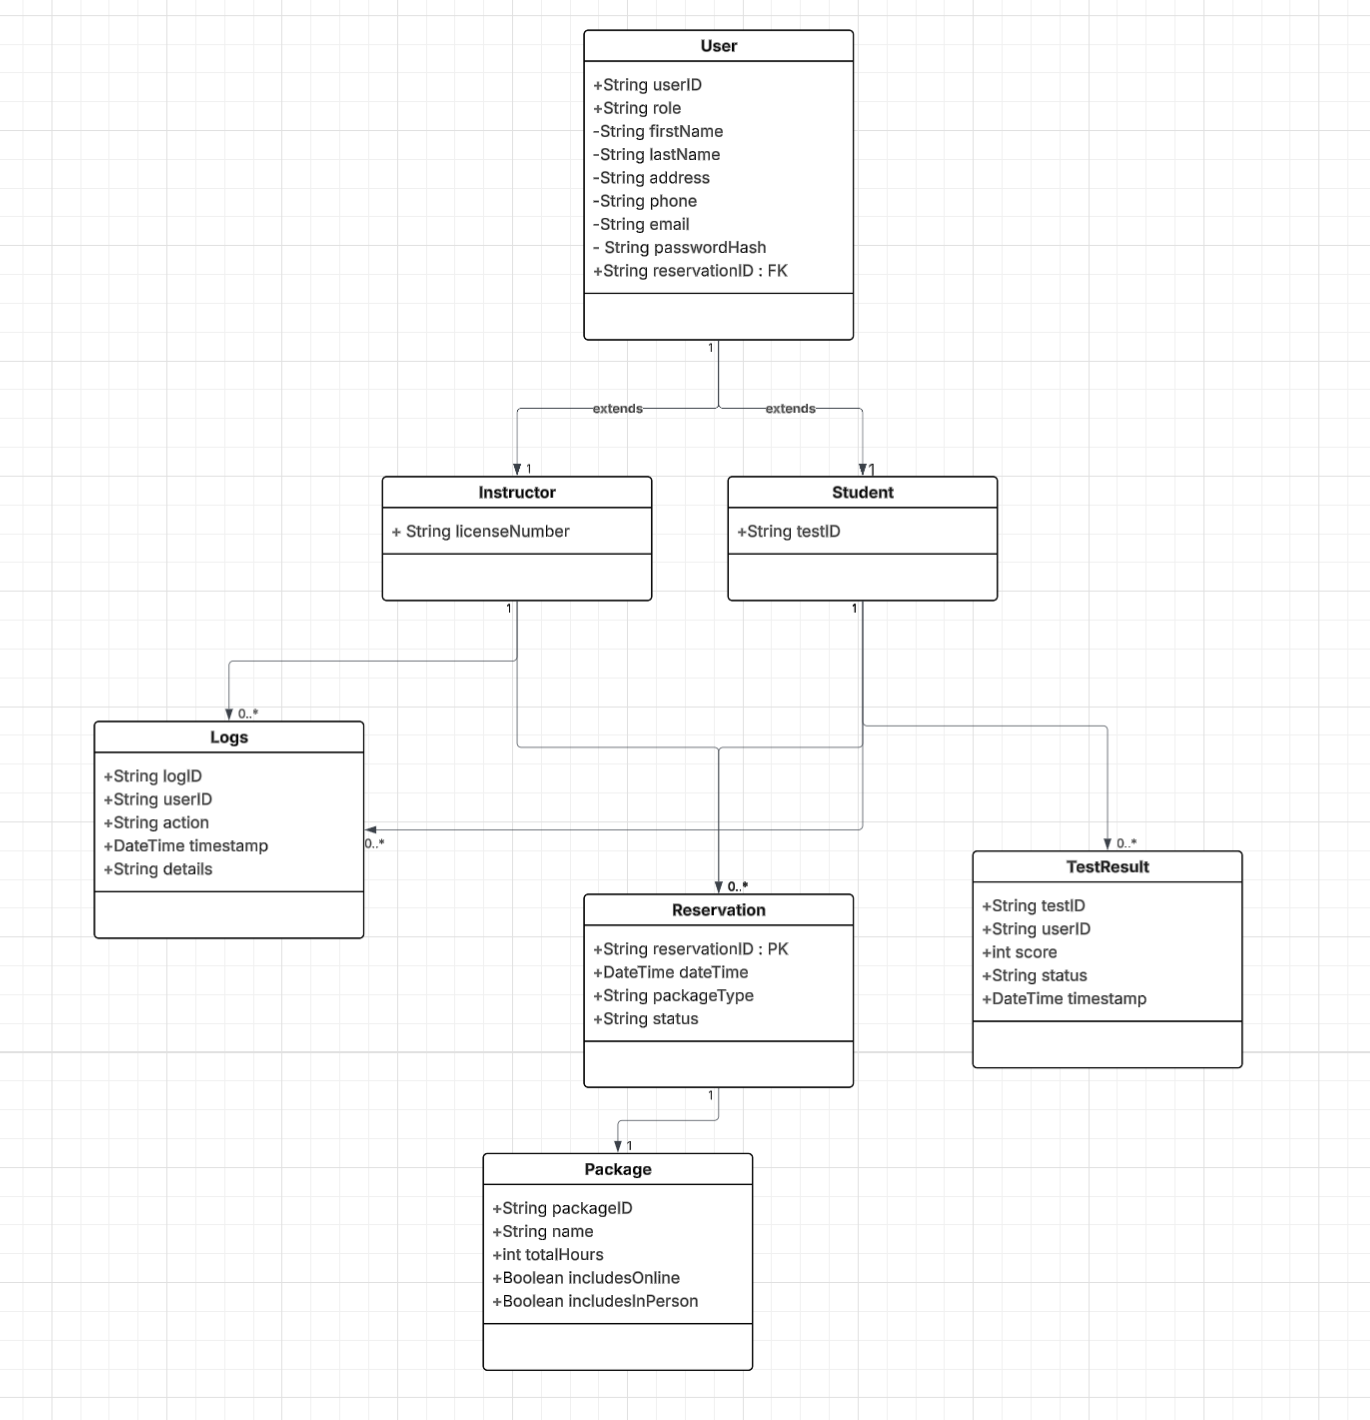 User
+String userID
+String role
-String firstName
-String lastName
-String address
-String phone
-String email
- String passwordHash
+String reservationID : FK
1
extends
extends
1
1
Instructor
+ String licenseNumber
1
Student
+String testID
1
0..*
Logs
+String logID
+String userID
+String action
+DateTime timestamp
+String details
0..*
0..*
Reservation
+String reservationID : PK
+DateTime dateTime
+String packageType
+String status
1
0..*
TestResult
+String testID
+String userID
+int score
+String status
+DateTime timestamp
1
Package
+String packageID
+String name
+int totalHours
+Boolean includesOnline
+Boolean includesInPerson